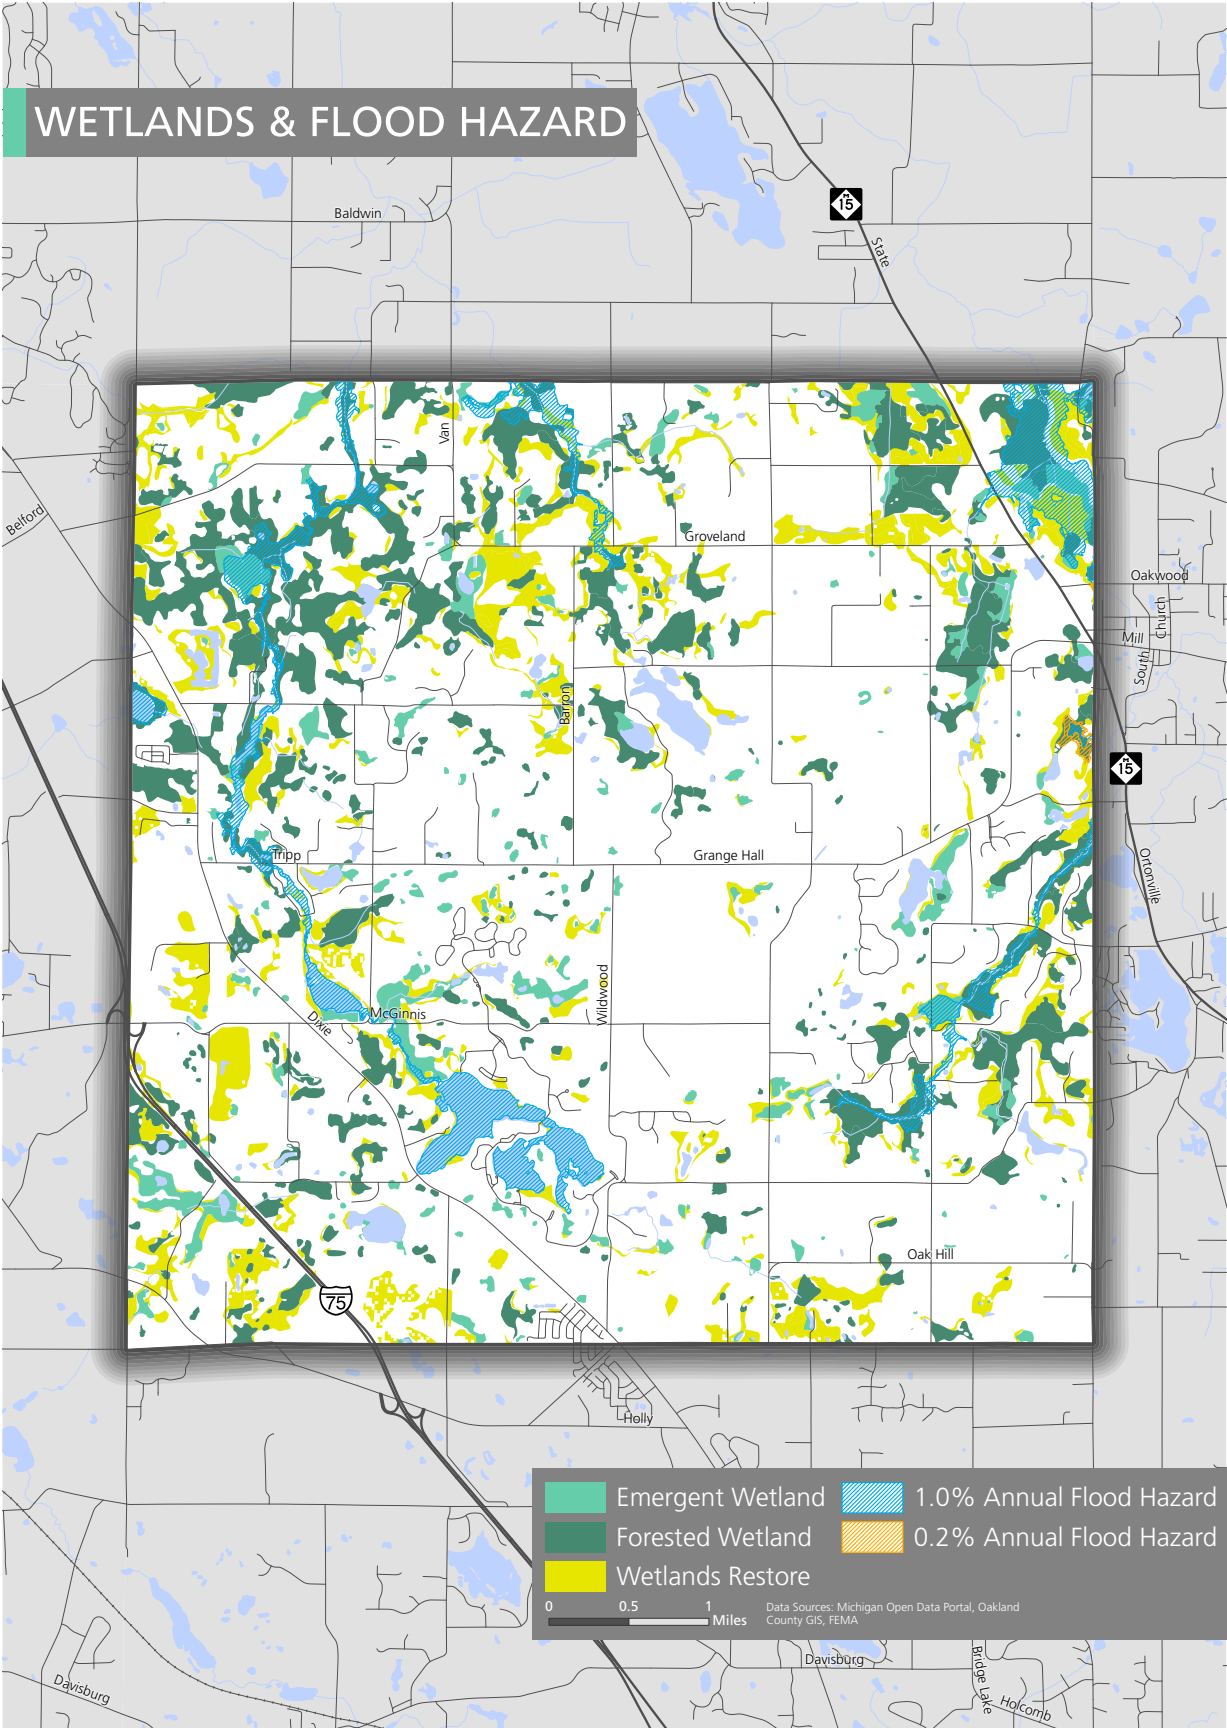 WETLANDS & FLOOD HAZARD
Baldwin
M
15
State
Van
Belford
Groveland
Oakwood
Church
Mill
South
Barron
M
15
Tripp
Grange Hall
Ortonville
Wildwood
McGinnis
Dixie
Oak Hill
75
Holly
Emergent Wetland
1.0% Annual Flood Hazard
Forested Wetland
0.2% Annual Flood Hazard
Wetlands Restore
0 0.5 1
Miles
Data Sources: Michigan Open Data Portal, Oakland
County GIS, FEMA
Davisburg
Bridge Lake
Davisburg
Holcomb